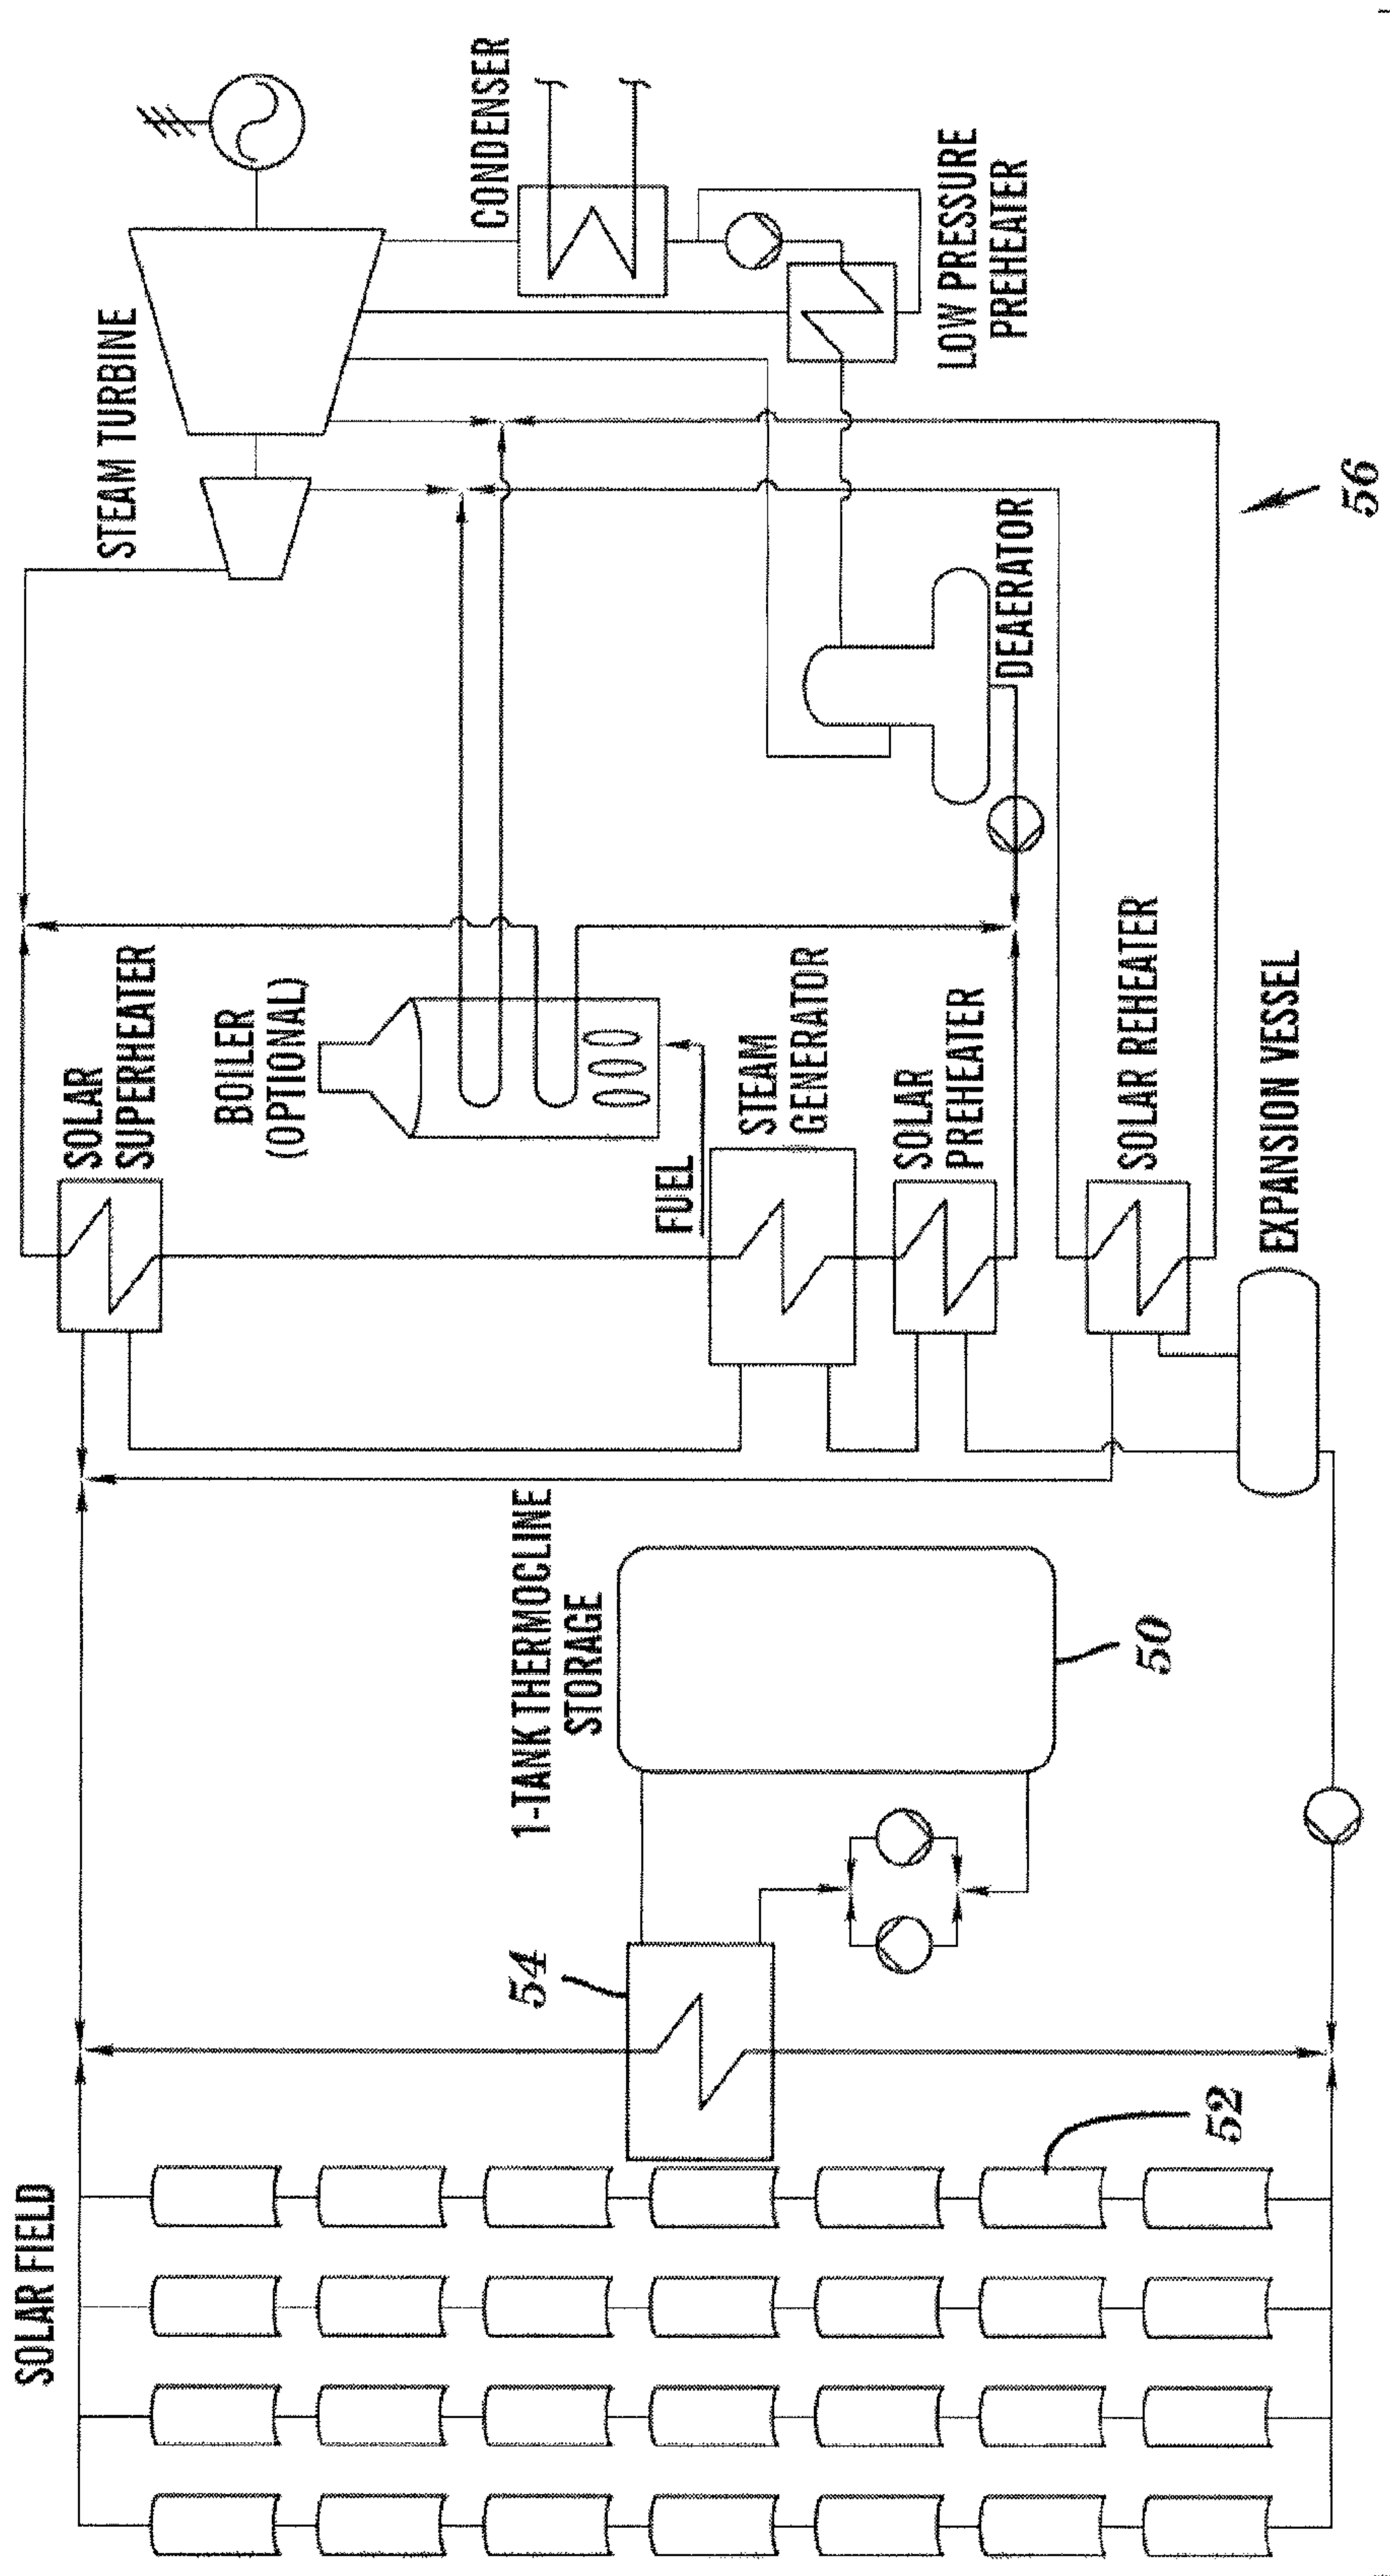 SOLAR FIELD
52
54
1-TANK THERMOCLINE
STORAGE
50
SOLAR
SUPERHEATER
BOILER
(OPTIONAL)
FUEL
STEAM
GENERATOR
SOLAR
PREHEATER
SOLAR REHEATER
EXPANSION VESSEL
STEAM TURBINE
CONDENSER
LOW PRESSURE
PREHEATER
DEAERATOR
56